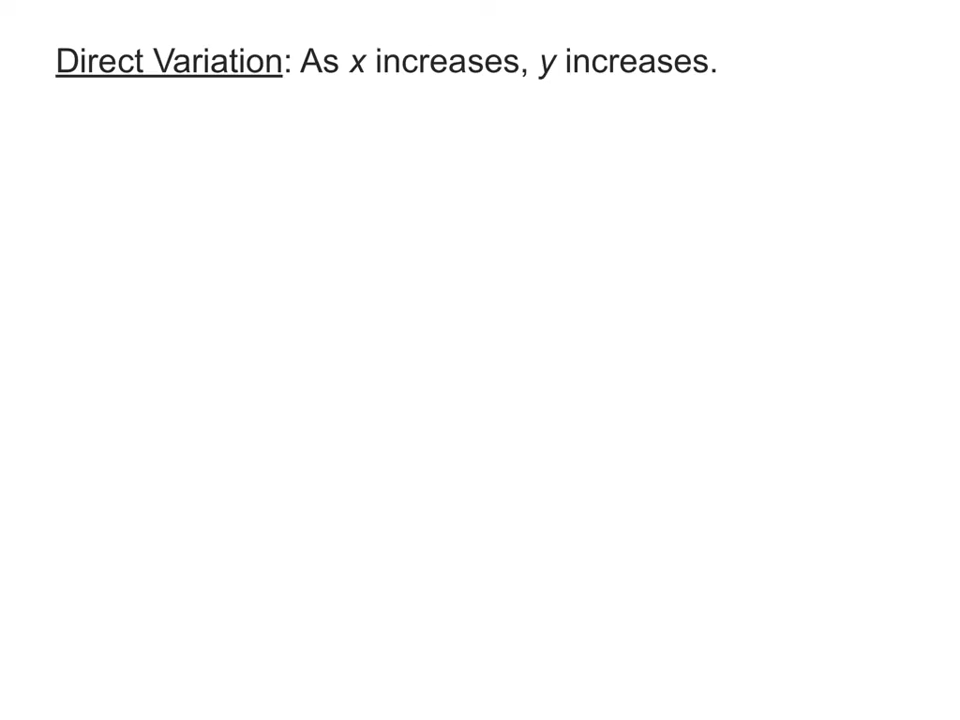 Direct Variation: As x increases, y increases.